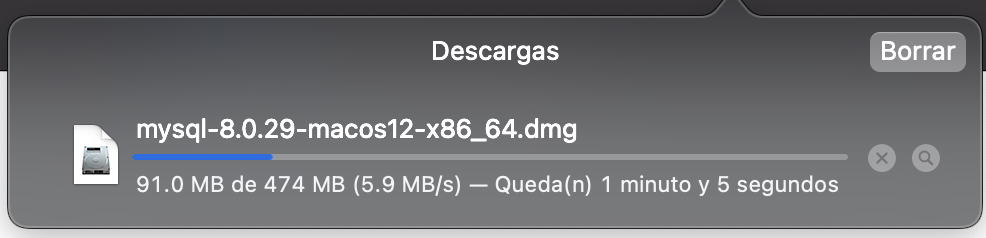 Descargas
Borrar
mysql-8.0.29-macos12-x86_64.dmg
91.0 MB de 474 MB (5.9 MB/s) — Queda(n) 1 minuto y 5 segundos